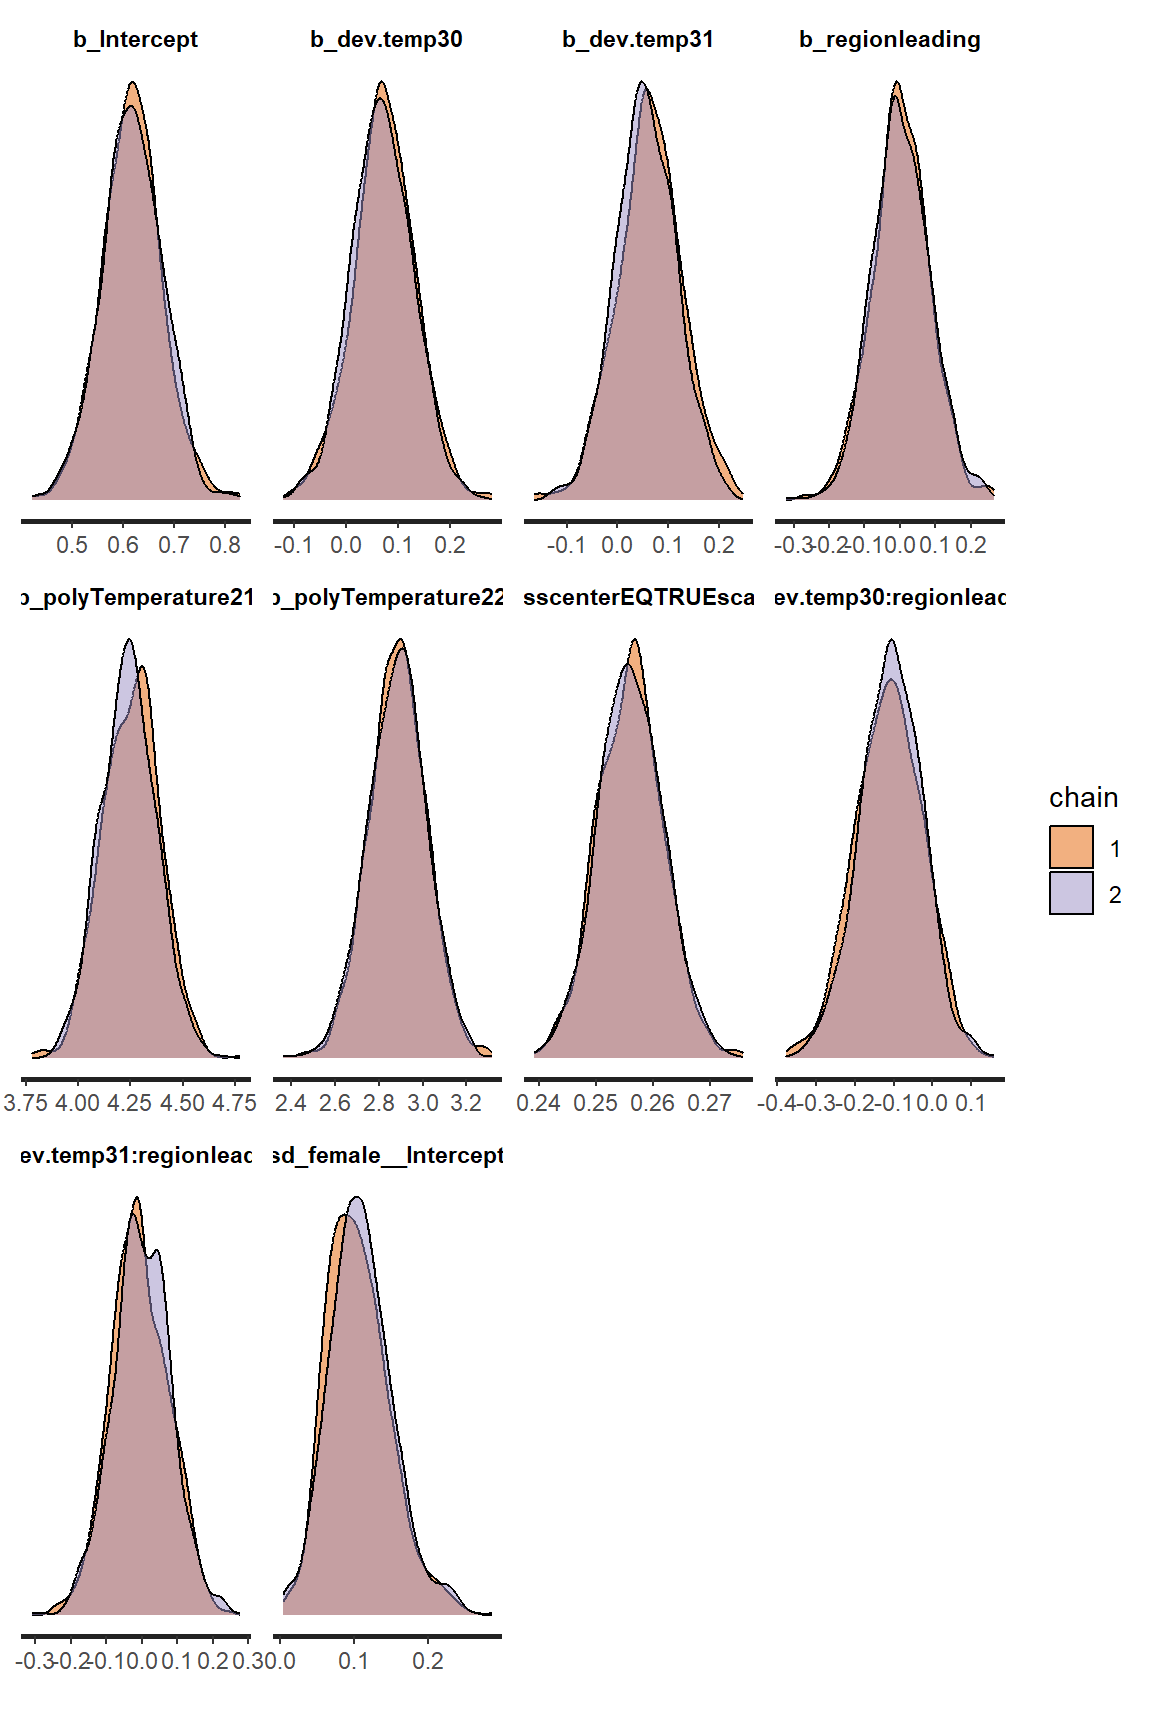 b_Intercept b_dev.temp30 b_dev.temp31 b_regionleading
0.5 0.6 0.7 0.8 -0.1 0.0 0.1 0.2 -0.1 0.0 0.1 0.2 -0.3 -0.2 -0.1 0.0 0.1 0.2
b_polyTemperature21 b_polyTemperature22 sscenterEQTRUEsca ev.temp30:regionlead
chain
1
2
3.75 4.00 4.25 4.50 4.75 2.4 2.6 2.8 3.0 3.2 0.24 0.25 0.26 0.27 -0.4 -0.3 -0.2 -0.1 0.0 0.1
ev.temp31:regionlead sd_female__Intercept
-0.3 -0.2 -0.1 0.0 0.1 0.2 0.3 0.0 0.1 0.2